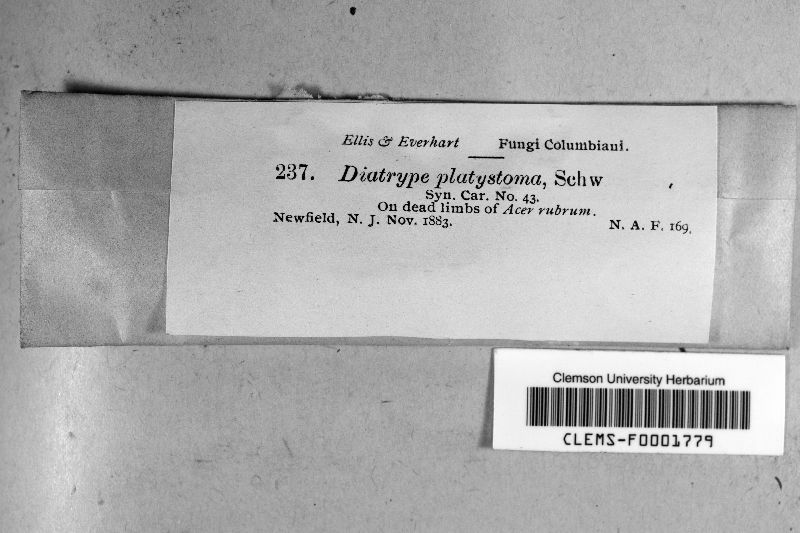 Ellis & Everhart Fungi Columbiani.
237. Diatrype platystoma, Schw
Syn. Car. No. 43.
On dead limbs of Acer rubrum.
Newfield, N. J. Nov. 1883. N. A. F. 169.
Clemson University Herbarium
CLEMS-F0001779